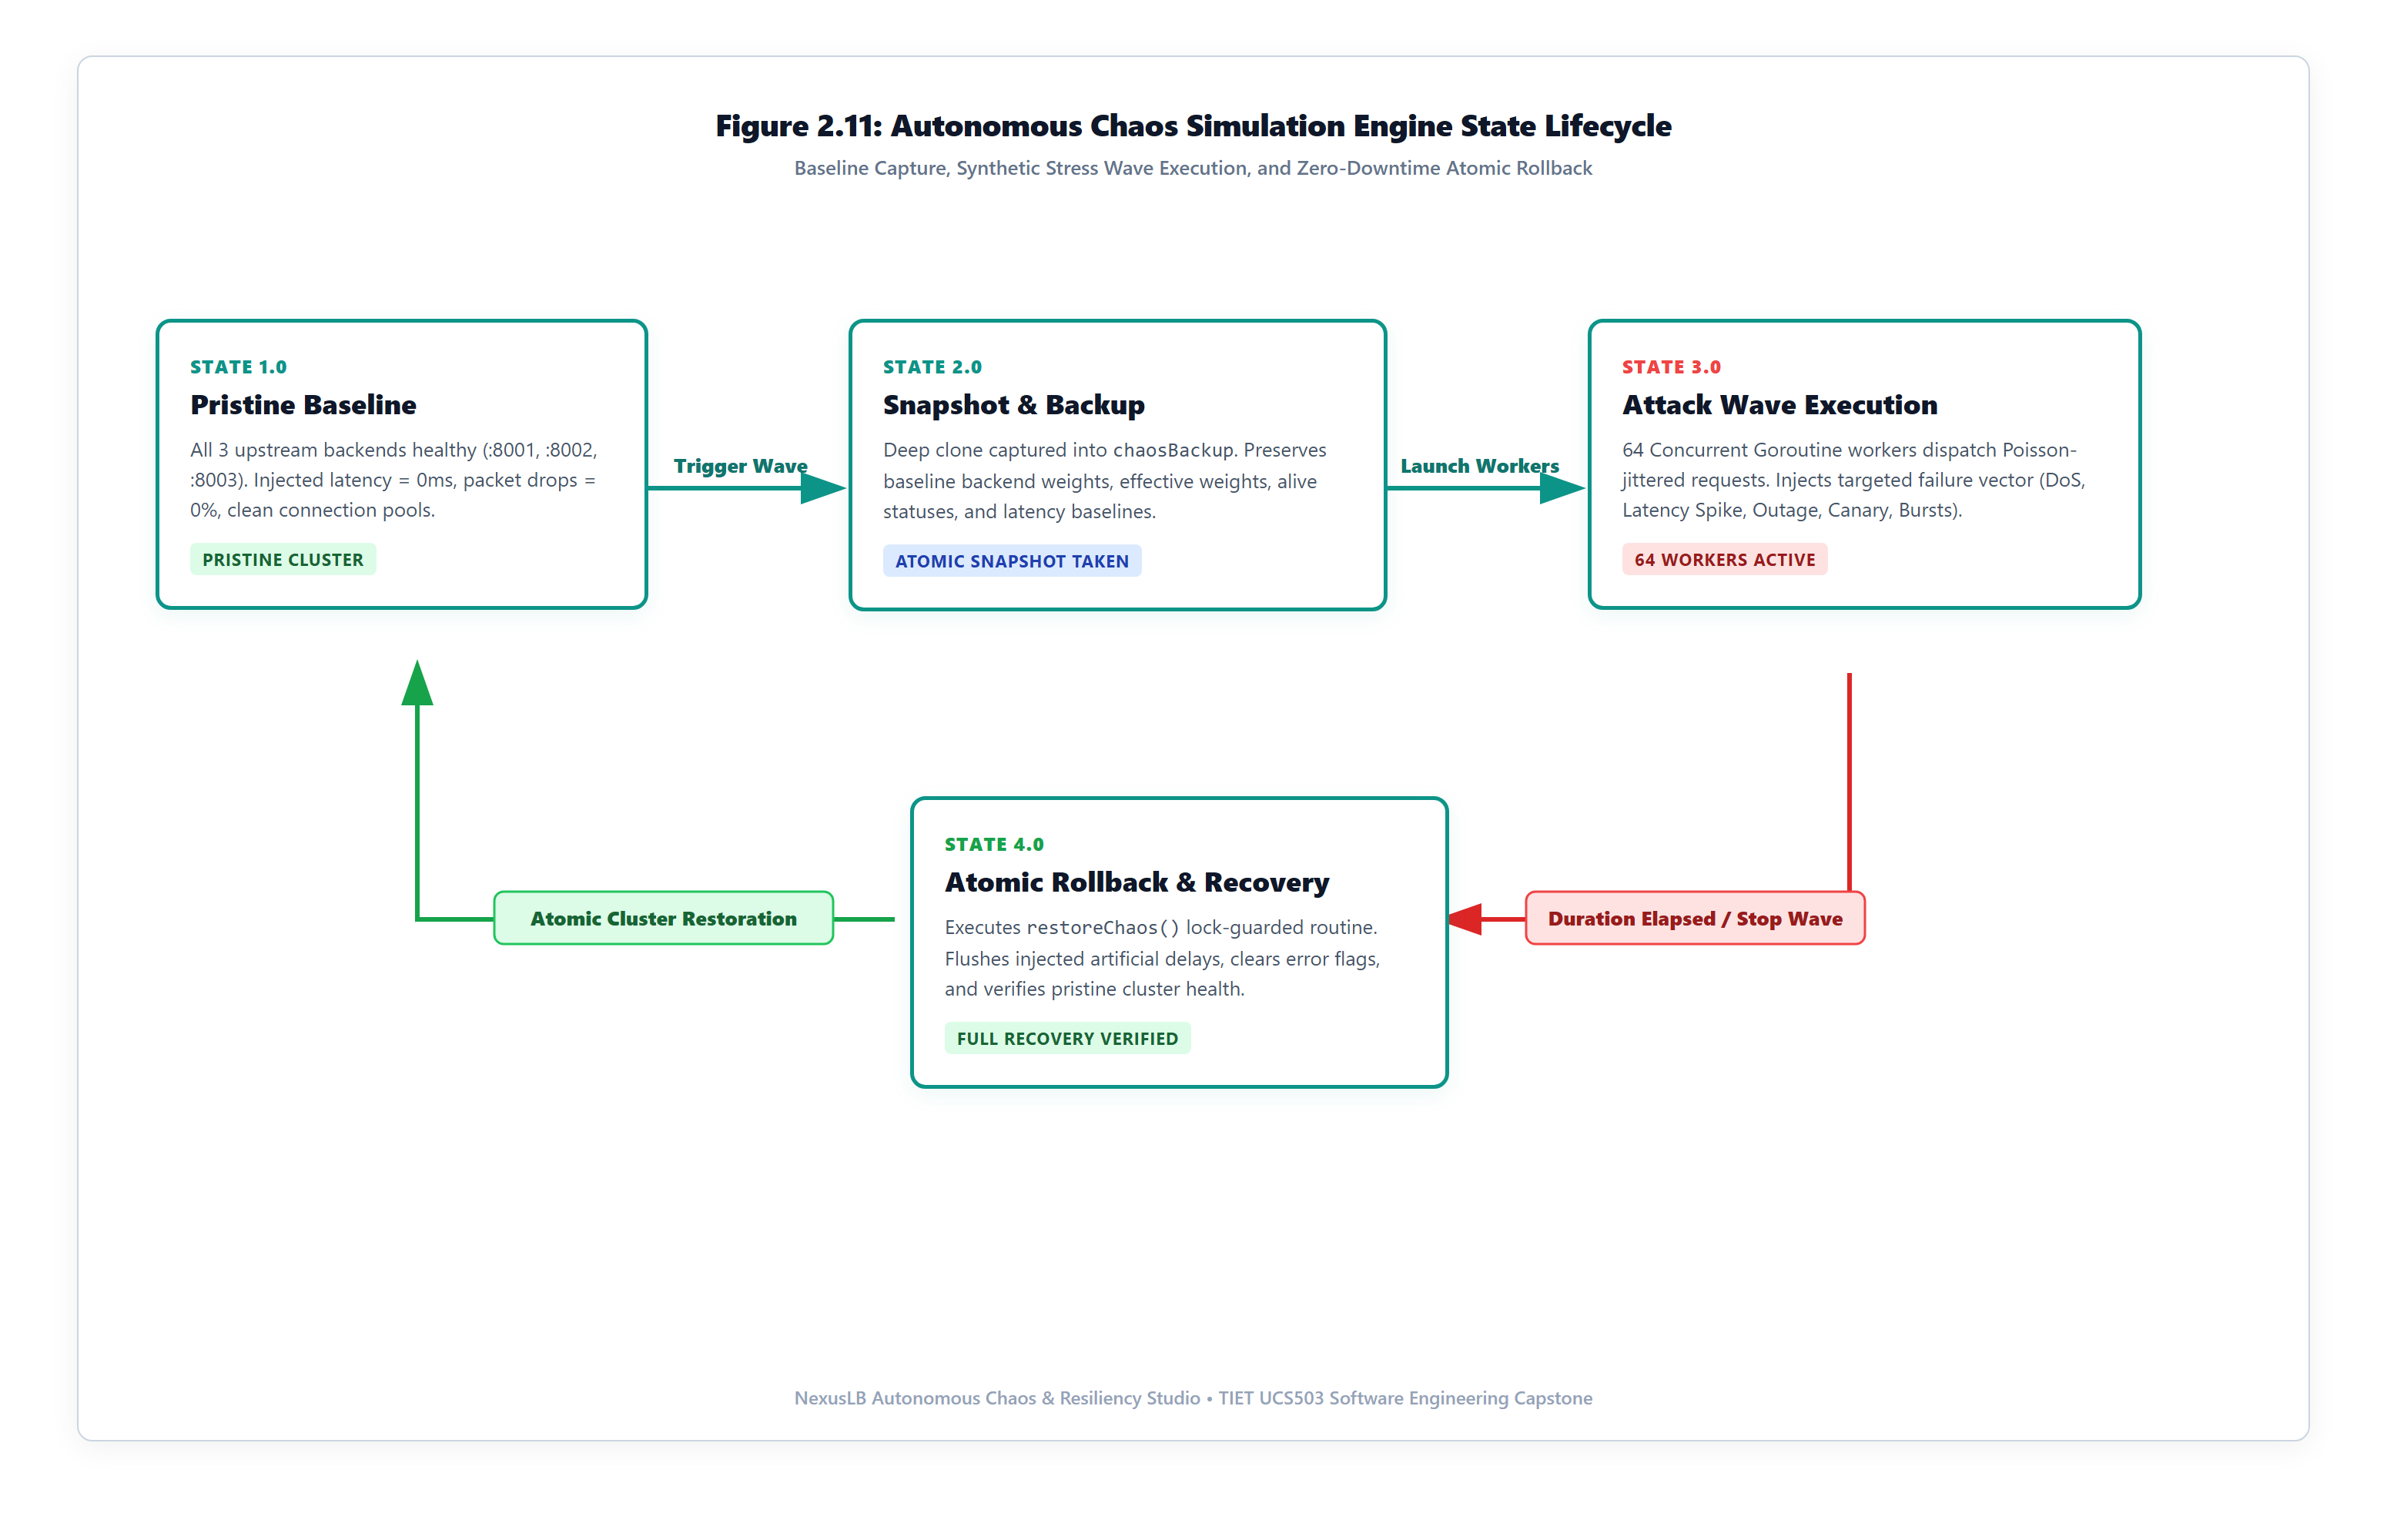 Figure 2.11: Autonomous Chaos Simulation Engine State Lifecycle
Baseline Capture, Synthetic Stress Wave Execution, and Zero-Downtime Atomic Rollback
STATE 1.0
Pristine Baseline
All 3 upstream backends healthy (:8001, :8002,
:8003). Injected latency = 0ms, packet drops =
0%, clean connection pools.
PRISTINE CLUSTER
Trigger Wave
STATE 2.0
Snapshot & Backup
Deep clone captured into chaosBackup. Preserves
baseline backend weights, effective weights, alive
statuses, and latency baselines.
ATOMIC SNAPSHOT TAKEN
Launch Workers
STATE 3.0
Attack Wave Execution
64 Concurrent Goroutine workers dispatch Poisson-
jittered requests. Injects targeted failure vector (DoS,
Latency Spike, Outage, Canary, Bursts).
64 WORKERS ACTIVE
Duration Elapsed / Stop Wave
STATE 4.0
Atomic Rollback & Recovery
Executes restoreChaos() lock-guarded routine.
Flushes injected artificial delays, clears error flags,
and verifies pristine cluster health.
FULL RECOVERY VERIFIED
Atomic Cluster Restoration
NexusLB Autonomous Chaos & Resiliency Studio • TIET UCS503 Software Engineering Capstone